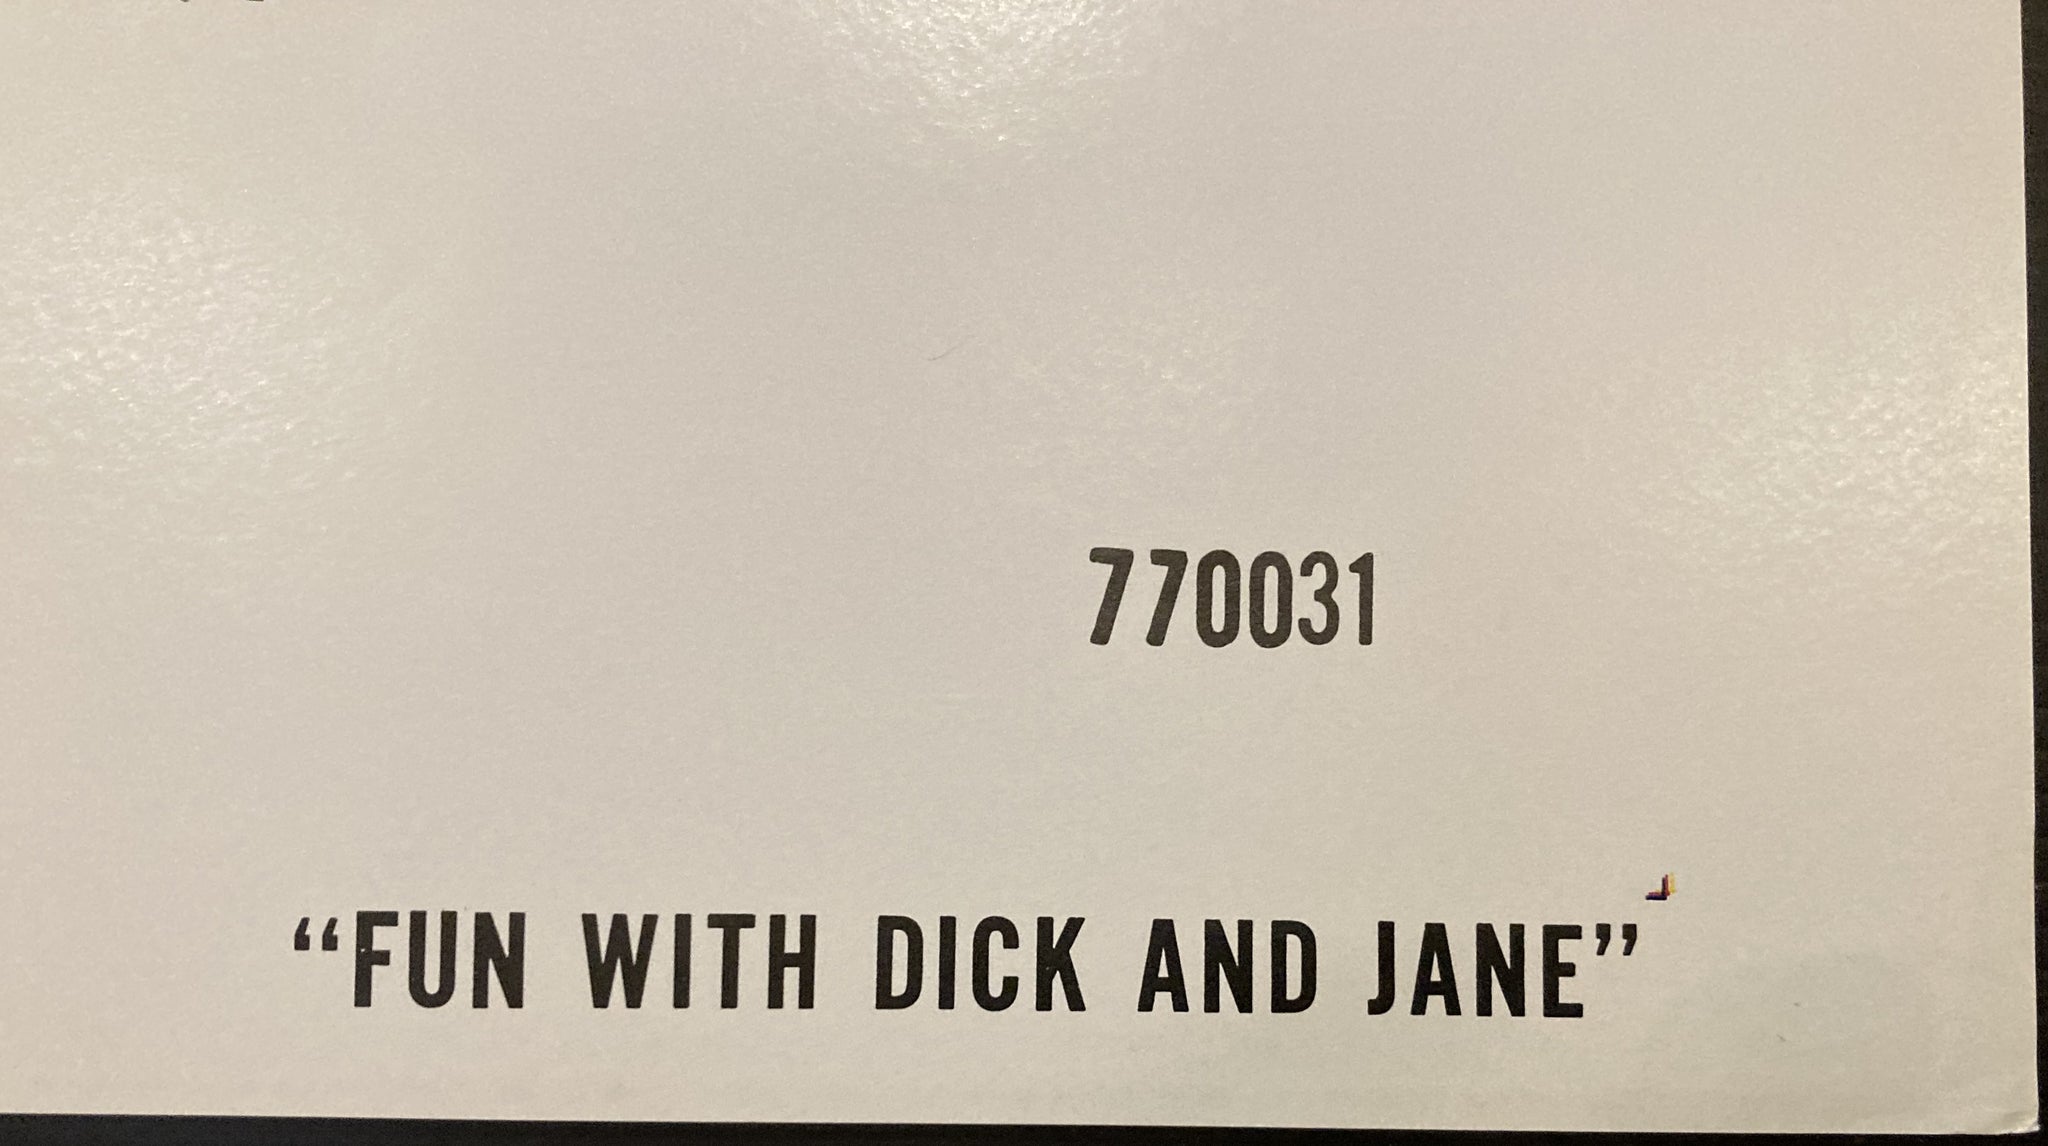 770031
“FUN WITH DICK AND JANE”